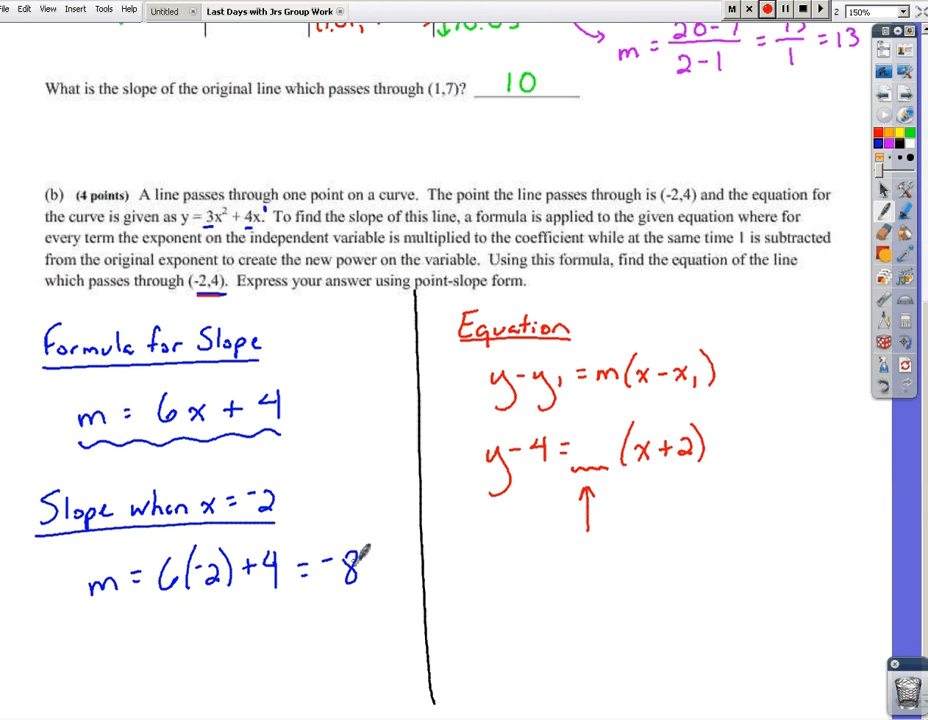 File Edit View Insert Tools Help Untitled Last Days with Jrs Group Work M 2 150%
m = 20-7 / 2-1 = 13 / 1 = 13
What is the slope of the original line which passes through (1,7)? 10
(b) (4 points) A line passes through one point on a curve. The point the line passes through is (-2,4) and the equation for
the curve is given as y = 3x² + 4x.¹ To find the slope of this line, a formula is applied to the given equation where for
every term the exponent on the independent variable is multiplied to the coefficient while at the same time 1 is subtracted
from the original exponent to create the new power on the variable. Using this formula, find the equation of the line
which passes through (-2,4). Express your answer using point-slope form.
Formula for Slope
m = 6x + 4
Slope when x = -2
m = 6(-2) + 4 = -8
Equation
y - y₁ = m(x - x₁)
y - 4 = __ (x + 2)